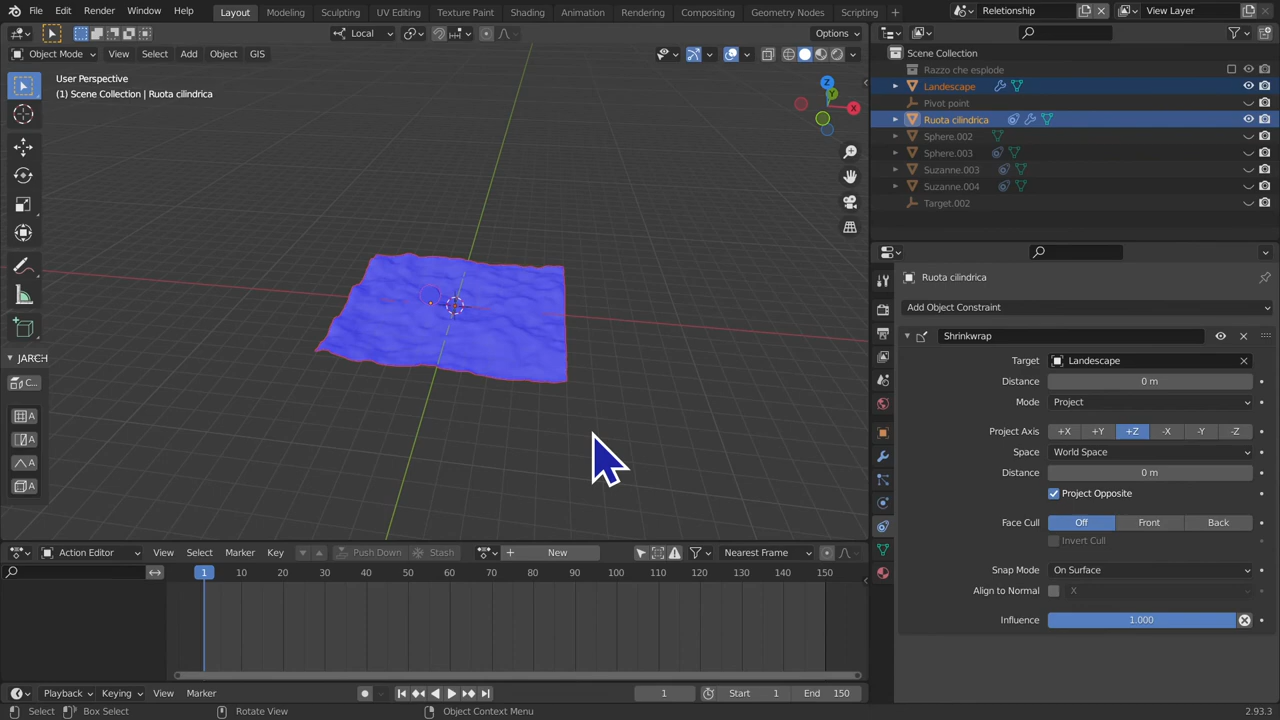 File Edit Render Window Help Layout Modeling Sculpting UV Editing Texture Paint Shading Animation Rendering Compositing Geometry Nodes Scripting + Relationship View Layer
Local Options
Object Mode View Select Add Object GIS
User Perspective
(1) Scene Collection | Ruota cilindrica
Z
Y
X
JARCH
C...
A
A
A
A
Scene Collection
Razzo che esplode
Landescape
Pivot point
Ruota cilindrica
Sphere.002
Sphere.003
Suzanne.003
Suzanne.004
Target.002
Ruota cilindrica
Add Object Constraint
Shrinkwrap
Target Landescape
Distance 0 m
Mode Project
Project Axis +X +Y +Z -X -Y -Z
Space World Space
Distance 0 m
Project Opposite
Face Cull Off Front Back
Invert Cull
Snap Mode On Surface
Align to Normal X
Influence 1.000
Action Editor View Select Marker Key Push Down Stash New Nearest Frame
1 10 20 30 40 50 60 70 80 90 100 110 120 130 140 150
Playback Keying View Marker 1 Start 1 End 150
Select Box Select Rotate View Object Context Menu 2.93.3